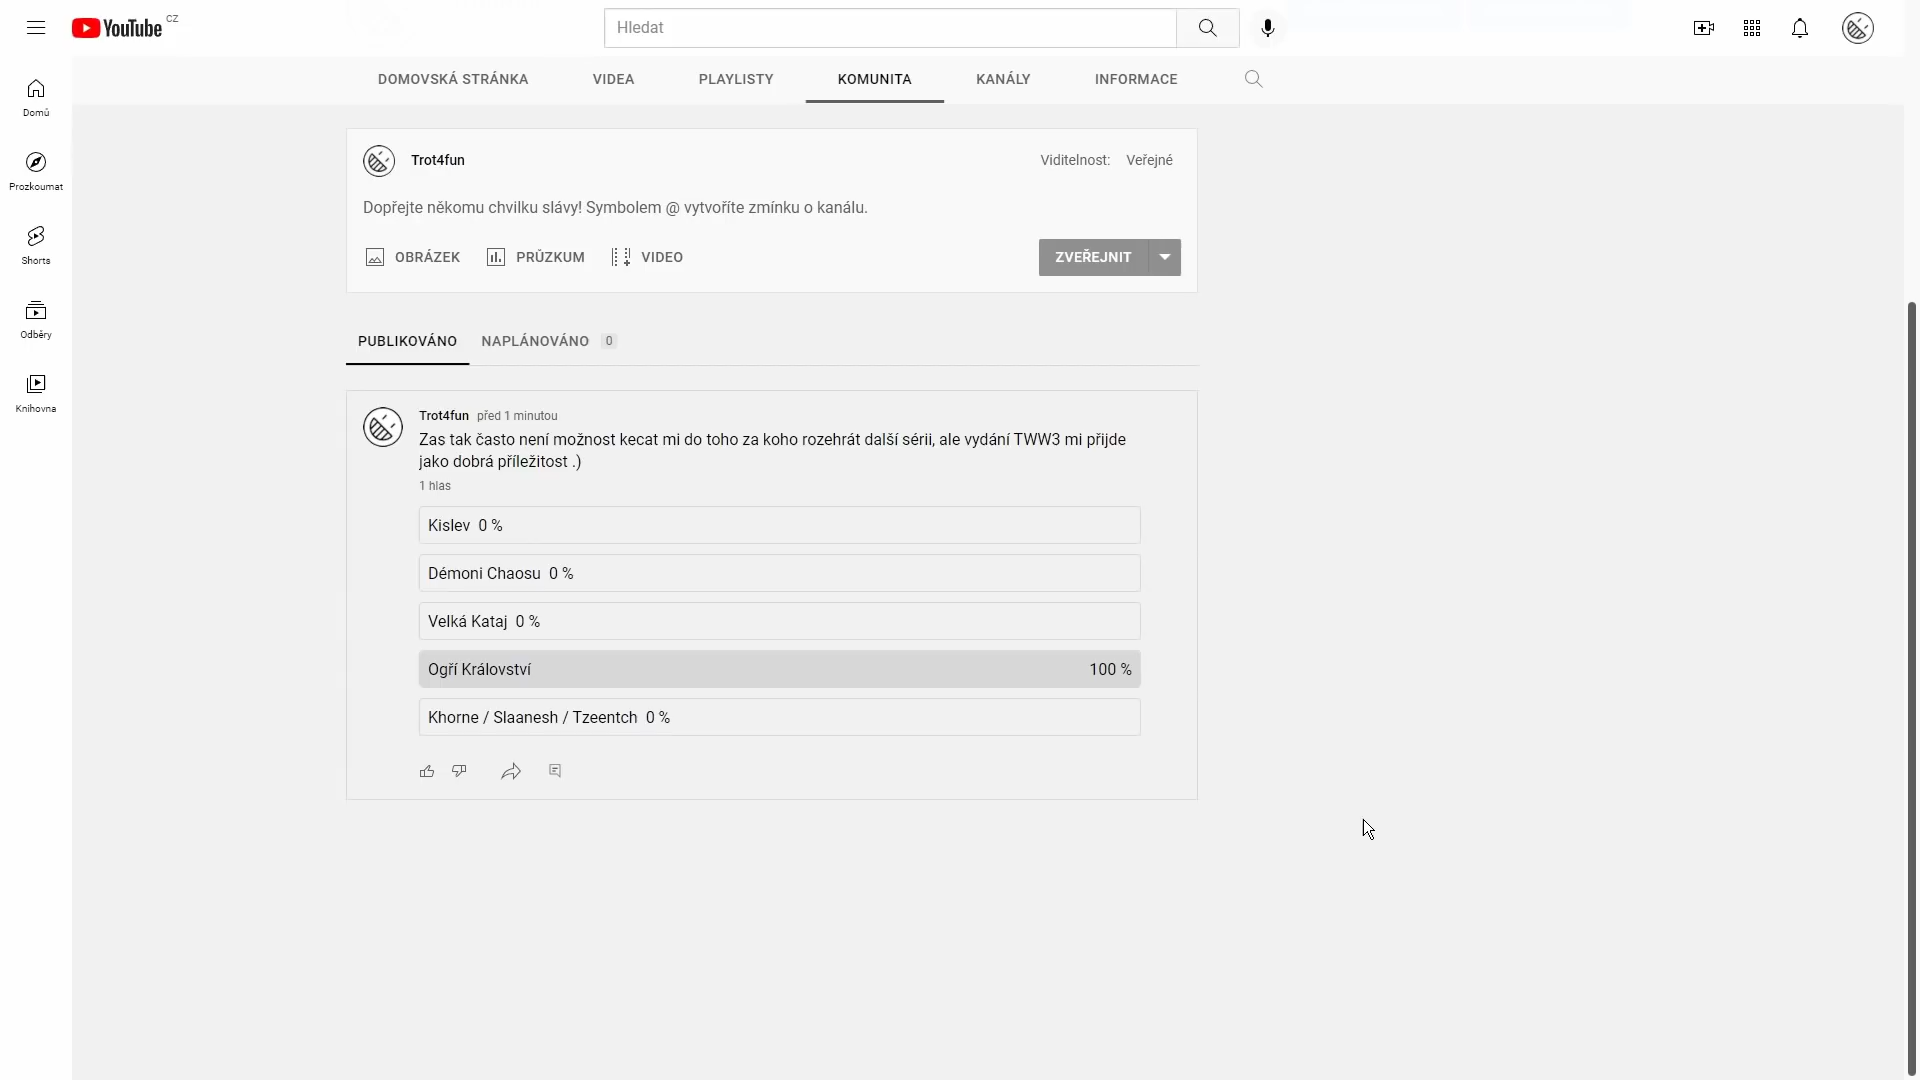 YouTube CZ
Hledat
DOMOVSKÁ STRÁNKA VIDEA PLAYLISTY KOMUNITA KANÁLY INFORMACE
Domů
Prozkoumat
Shorts
Odběry
Knihovna
Trot4fun Viditelnost: Veřejné
Dopřejte někomu chvilku slávy! Symbolem @ vytvoříte zmínku o kanálu.
OBRÁZEK PRŮZKUM VIDEO ZVEŘEJNIT
PUBLIKOVÁNO NAPLÁNOVÁNO 0
Trot4fun před 1 minutou
Zas tak často není možnost kecat mi do toho za koho rozehrát další sérii, ale vydání TWW3 mi přijde
jako dobrá příležitost .)
1 hlas
Kislev 0 %
Démoni Chaosu 0 %
Velká Kataj 0 %
Ogří Království 100 %
Khorne / Slaanesh / Tzeentch 0 %